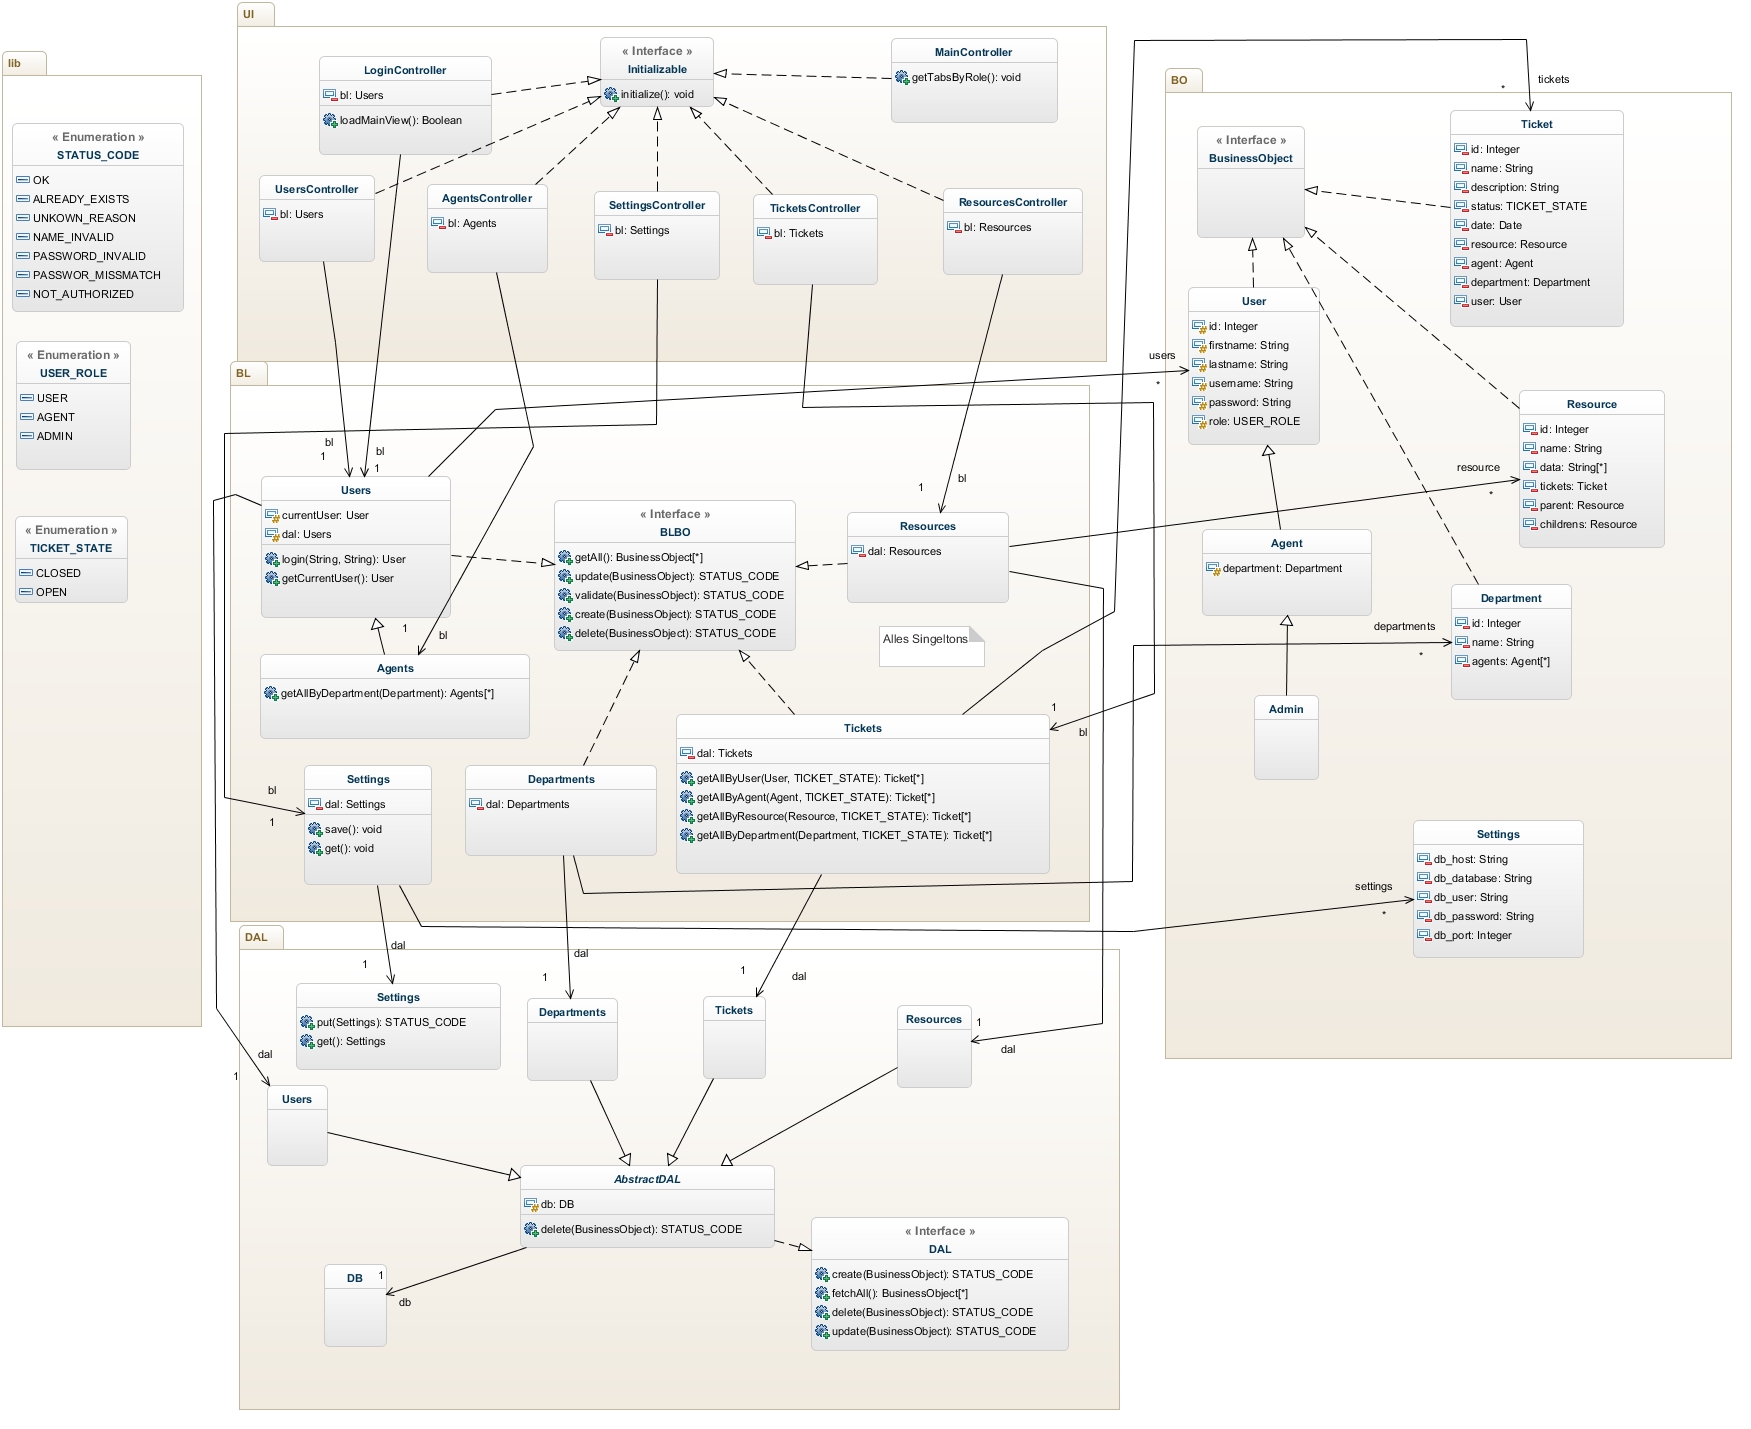 lib
« Enumeration »
STATUS_CODE
OK
ALREADY_EXISTS
UNKOWN_REASON
NAME_INVALID
PASSWORD_INVALID
PASSWOR_MISSMATCH
NOT_AUTHORIZED
« Enumeration »
USER_ROLE
USER
AGENT
ADMIN
« Enumeration »
TICKET_STATE
CLOSED
OPEN
UI
LoginController
bl: Users
loadMainView(): Boolean
« Interface »
Initializable
initialize(): void
MainController
getTabsByRole(): void
UsersController
bl: Users
AgentsController
bl: Agents
SettingsController
bl: Settings
TicketsController
bl: Tickets
ResourcesController
bl: Resources
BL
bl
1
bl
1
Users
currentUser: User
dal: Users
login(String, String): User
getCurrentUser(): User
« Interface »
BLBO
getAll(): BusinessObject[*]
update(BusinessObject): STATUS_CODE
validate(BusinessObject): STATUS_CODE
create(BusinessObject): STATUS_CODE
delete(BusinessObject): STATUS_CODE
bl
1
Resources
dal: Resources
Alles Singeltons
1
bl
Agents
getAllByDepartment(Department): Agents[*]
1
bl
Tickets
dal: Tickets
getAllByUser(User, TICKET_STATE): Ticket[*]
getAllByAgent(Agent, TICKET_STATE): Ticket[*]
getAllByResource(Resource, TICKET_STATE): Ticket[*]
getAllByDepartment(Department, TICKET_STATE): Ticket[*]
bl
1
Settings
dal: Settings
save(): void
get(): void
Departments
dal: Departments
DAL
dal
1
Settings
put(Settings): STATUS_CODE
get(): Settings
dal
1
Departments
1
dal
Tickets
Resources
1
dal
dal
1
Users
AbstractDAL
db: DB
delete(BusinessObject): STATUS_CODE
DB
1
db
« Interface »
DAL
create(BusinessObject): STATUS_CODE
fetchAll(): BusinessObject[*]
delete(BusinessObject): STATUS_CODE
update(BusinessObject): STATUS_CODE
BO
tickets
*
Ticket
id: Integer
name: String
description: String
status: TICKET_STATE
date: Date
resource: Resource
agent: Agent
department: Department
user: User
« Interface »
BusinessObject
users
*
User
id: Integer
firstname: String
lastname: String
username: String
password: String
role: USER_ROLE
resource
*
Resource
id: Integer
name: String
data: String[*]
tickets: Ticket
parent: Resource
childrens: Resource
Agent
department: Department
departments
*
Department
id: Integer
name: String
agents: Agent[*]
Admin
settings
*
Settings
db_host: String
db_database: String
db_user: String
db_password: String
db_port: Integer